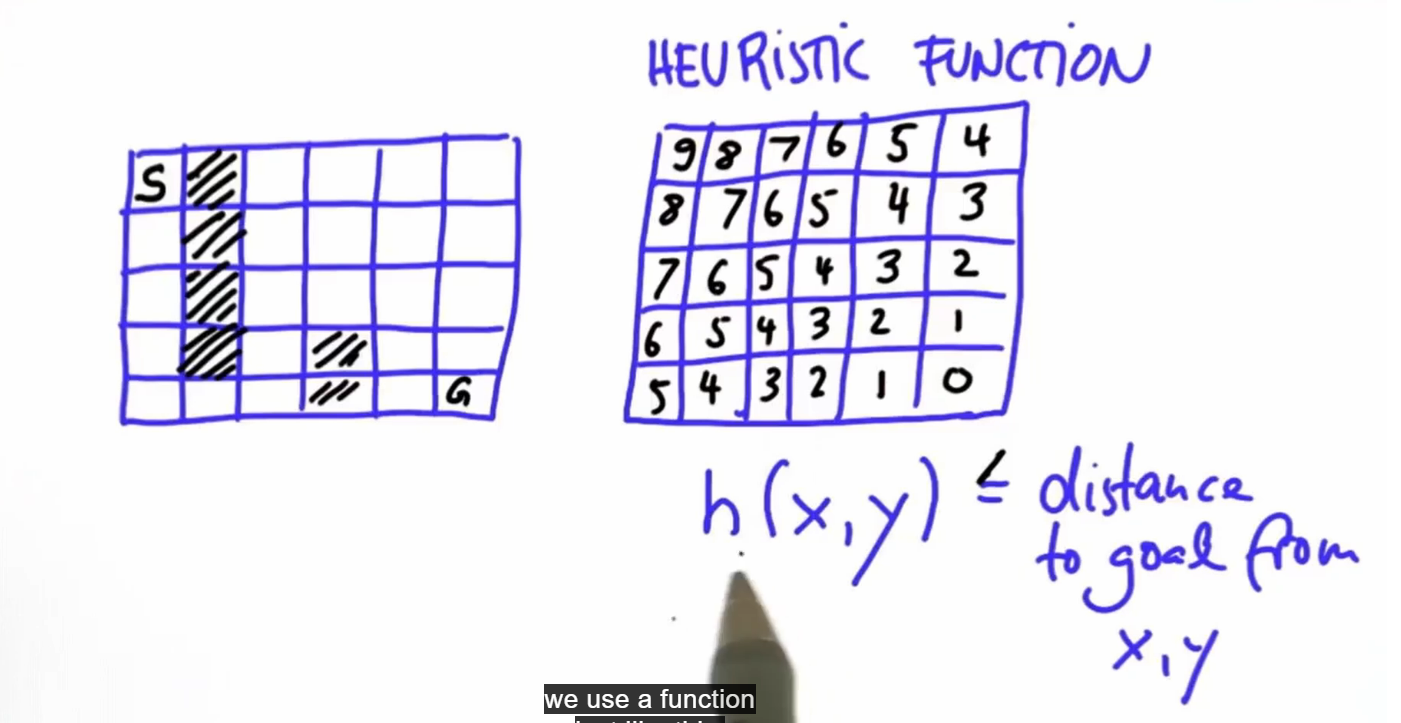 HEURISTIC FUNCTION
S
G
9 8 7 6 5 4
8 7 6 5 4 3
7 6 5 4 3 2
6 5 4 3 2 1
5 4 3 2 1 0
h(x,y) ≤ distance
to goal from
x,y
we use a function